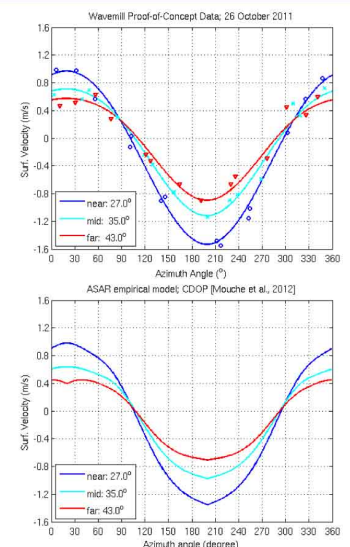 Wavemill Proof-of-Concept Data; 26 October 2011
1.6
1.2
0.8
0.4
0
-0.4
-0.8
-1.2
-1.6
Surf. Velocity (m/s)
near: 27.0°
mid: 35.0°
far: 43.0°
0 30 60 90 120 150 180 210 240 270 300 330 360
Azimuth Angle (°)
ASAR empirical model; CDOP [Mouche et al., 2012]
1.6
1.2
0.8
0.4
0
-0.4
-0.8
-1.2
-1.6
Surf. Velocity (m/s)
near: 27.0°
mid: 35.0°
far: 43.0°
0 30 60 90 120 150 180 210 240 270 300 330 360
Azimuth angle (degree)